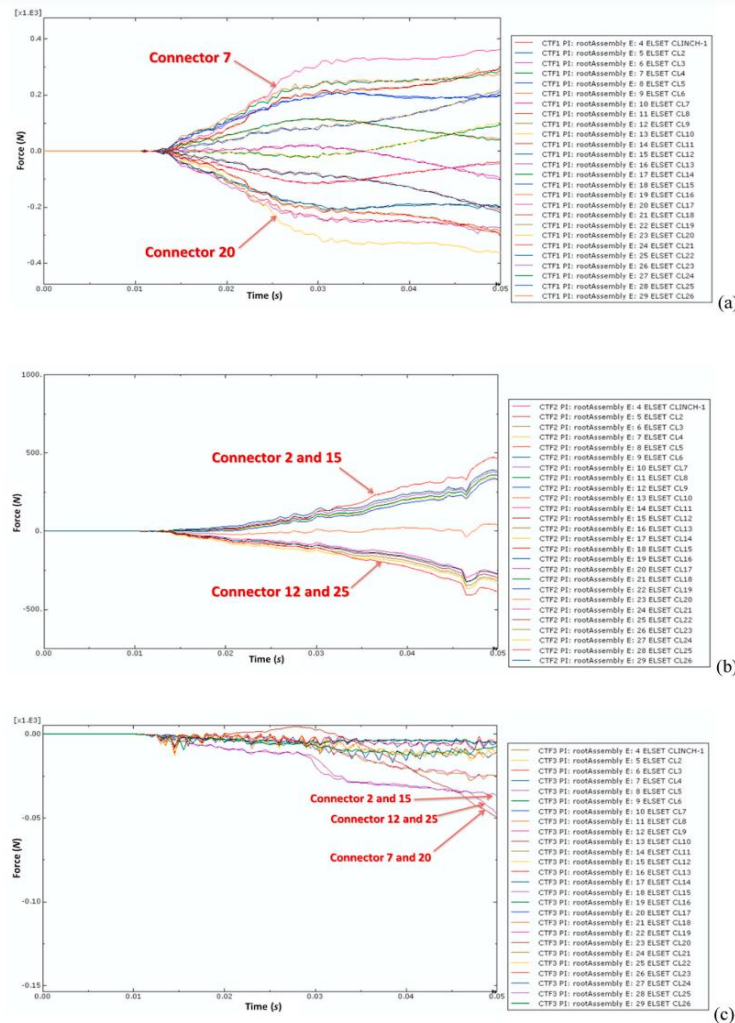 [x1.E3]
0.4
0.2
0.0
-0.2
-0.4
Force (N)
Connector 7
Connector 20
0.00
0.01
0.02
0.03
0.04
0.05
Time (s)
CTF1 PI: rootAssembly E: 4 ELSET CLINCH-1
CTF1 PI: rootAssembly E: 5 ELSET CL2
CTF1 PI: rootAssembly E: 6 ELSET CL3
CTF1 PI: rootAssembly E: 7 ELSET CL4
CTF1 PI: rootAssembly E: 8 ELSET CL5
CTF1 PI: rootAssembly E: 9 ELSET CL6
CTF1 PI: rootAssembly E: 10 ELSET CL7
CTF1 PI: rootAssembly E: 11 ELSET CL8
CTF1 PI: rootAssembly E: 12 ELSET CL9
CTF1 PI: rootAssembly E: 13 ELSET CL10
CTF1 PI: rootAssembly E: 14 ELSET CL11
CTF1 PI: rootAssembly E: 15 ELSET CL12
CTF1 PI: rootAssembly E: 16 ELSET CL13
CTF1 PI: rootAssembly E: 17 ELSET CL14
CTF1 PI: rootAssembly E: 18 ELSET CL15
CTF1 PI: rootAssembly E: 19 ELSET CL16
CTF1 PI: rootAssembly E: 20 ELSET CL17
CTF1 PI: rootAssembly E: 21 ELSET CL18
CTF1 PI: rootAssembly E: 22 ELSET CL19
CTF1 PI: rootAssembly E: 23 ELSET CL20
CTF1 PI: rootAssembly E: 24 ELSET CL21
CTF1 PI: rootAssembly E: 25 ELSET CL22
CTF1 PI: rootAssembly E: 26 ELSET CL23
CTF1 PI: rootAssembly E: 27 ELSET CL24
CTF1 PI: rootAssembly E: 28 ELSET CL25
CTF1 PI: rootAssembly E: 29 ELSET CL26
(a)
1000.
500.
0.
-500.
Force (N)
Connector 2 and 15
Connector 12 and 25
0.00
0.01
0.02
0.03
0.04
0.05
Time (s)
CTF2 PI: rootAssembly E: 4 ELSET CLINCH-1
CTF2 PI: rootAssembly E: 5 ELSET CL2
CTF2 PI: rootAssembly E: 6 ELSET CL3
CTF2 PI: rootAssembly E: 7 ELSET CL4
CTF2 PI: rootAssembly E: 8 ELSET CL5
CTF2 PI: rootAssembly E: 9 ELSET CL6
CTF2 PI: rootAssembly E: 10 ELSET CL7
CTF2 PI: rootAssembly E: 11 ELSET CL8
CTF2 PI: rootAssembly E: 12 ELSET CL9
CTF2 PI: rootAssembly E: 13 ELSET CL10
CTF2 PI: rootAssembly E: 14 ELSET CL11
CTF2 PI: rootAssembly E: 15 ELSET CL12
CTF2 PI: rootAssembly E: 16 ELSET CL13
CTF2 PI: rootAssembly E: 17 ELSET CL14
CTF2 PI: rootAssembly E: 18 ELSET CL15
CTF2 PI: rootAssembly E: 19 ELSET CL16
CTF2 PI: rootAssembly E: 20 ELSET CL17
CTF2 PI: rootAssembly E: 21 ELSET CL18
CTF2 PI: rootAssembly E: 22 ELSET CL19
CTF2 PI: rootAssembly E: 23 ELSET CL20
CTF2 PI: rootAssembly E: 24 ELSET CL21
CTF2 PI: rootAssembly E: 25 ELSET CL22
CTF2 PI: rootAssembly E: 26 ELSET CL23
CTF2 PI: rootAssembly E: 27 ELSET CL24
CTF2 PI: rootAssembly E: 28 ELSET CL25
CTF2 PI: rootAssembly E: 29 ELSET CL26
(b)
[x1.E3]
0.00
-0.05
-0.10
-0.15
Force (N)
Connector 2 and 15
Connector 12 and 25
Connector 7 and 20
0.00
0.01
0.02
0.03
0.04
0.05
Time (s)
CTF3 PI: rootAssembly E: 4 ELSET CLINCH-1
CTF3 PI: rootAssembly E: 5 ELSET CL2
CTF3 PI: rootAssembly E: 6 ELSET CL3
CTF3 PI: rootAssembly E: 7 ELSET CL4
CTF3 PI: rootAssembly E: 8 ELSET CL5
CTF3 PI: rootAssembly E: 9 ELSET CL6
CTF3 PI: rootAssembly E: 10 ELSET CL7
CTF3 PI: rootAssembly E: 11 ELSET CL8
CTF3 PI: rootAssembly E: 12 ELSET CL9
CTF3 PI: rootAssembly E: 13 ELSET CL10
CTF3 PI: rootAssembly E: 14 ELSET CL11
CTF3 PI: rootAssembly E: 15 ELSET CL12
CTF3 PI: rootAssembly E: 16 ELSET CL13
CTF3 PI: rootAssembly E: 17 ELSET CL14
CTF3 PI: rootAssembly E: 18 ELSET CL15
CTF3 PI: rootAssembly E: 19 ELSET CL16
CTF3 PI: rootAssembly E: 20 ELSET CL17
CTF3 PI: rootAssembly E: 21 ELSET CL18
CTF3 PI: rootAssembly E: 22 ELSET CL19
CTF3 PI: rootAssembly E: 23 ELSET CL20
CTF3 PI: rootAssembly E: 24 ELSET CL21
CTF3 PI: rootAssembly E: 25 ELSET CL22
CTF3 PI: rootAssembly E: 26 ELSET CL23
CTF3 PI: rootAssembly E: 27 ELSET CL24
CTF3 PI: rootAssembly E: 28 ELSET CL25
CTF3 PI: rootAssembly E: 29 ELSET CL26
(c)